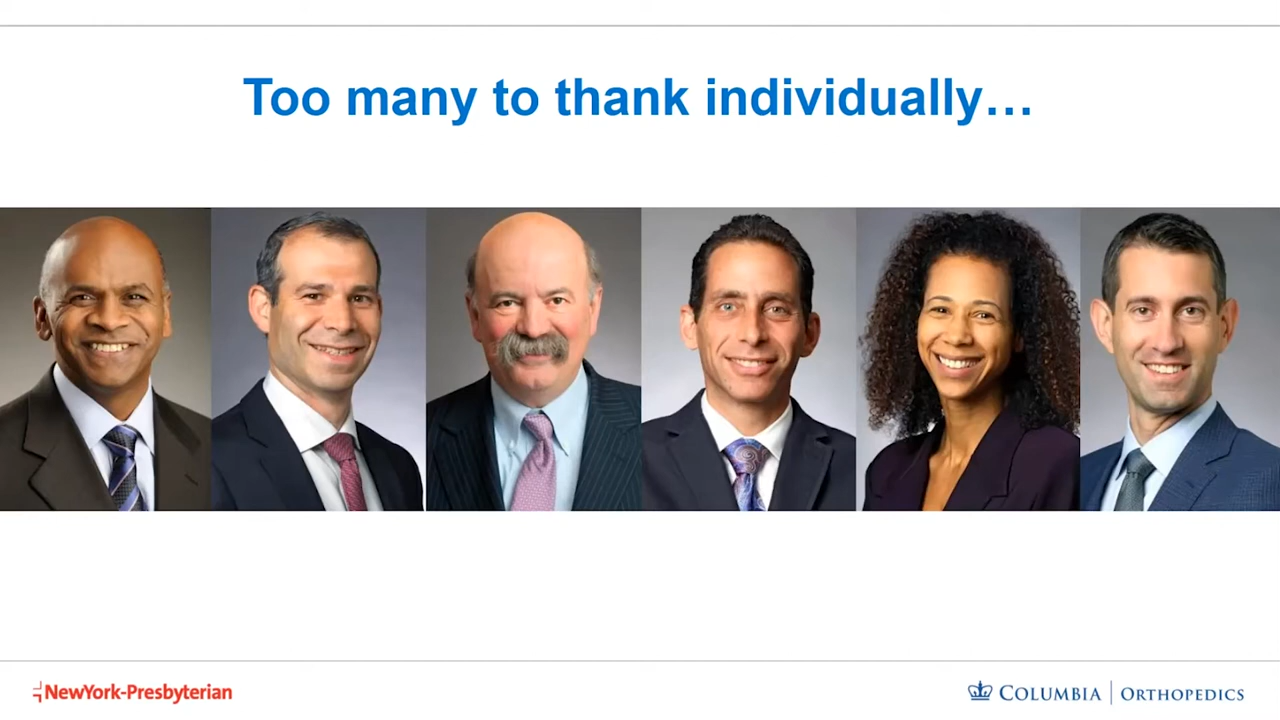 Too many to thank individually…
NewYork-Presbyterian
Columbia | Orthopedics